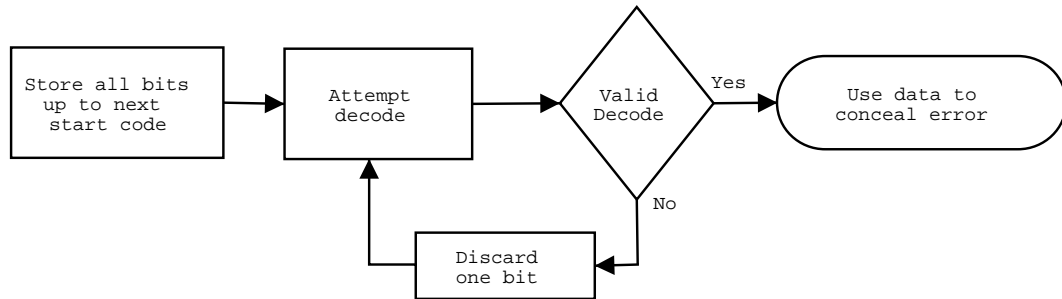 Store all bits
up to next
start code
Attempt
decode
Valid
Decode
Yes
Use data to
conceal error
No
Discard
one bit